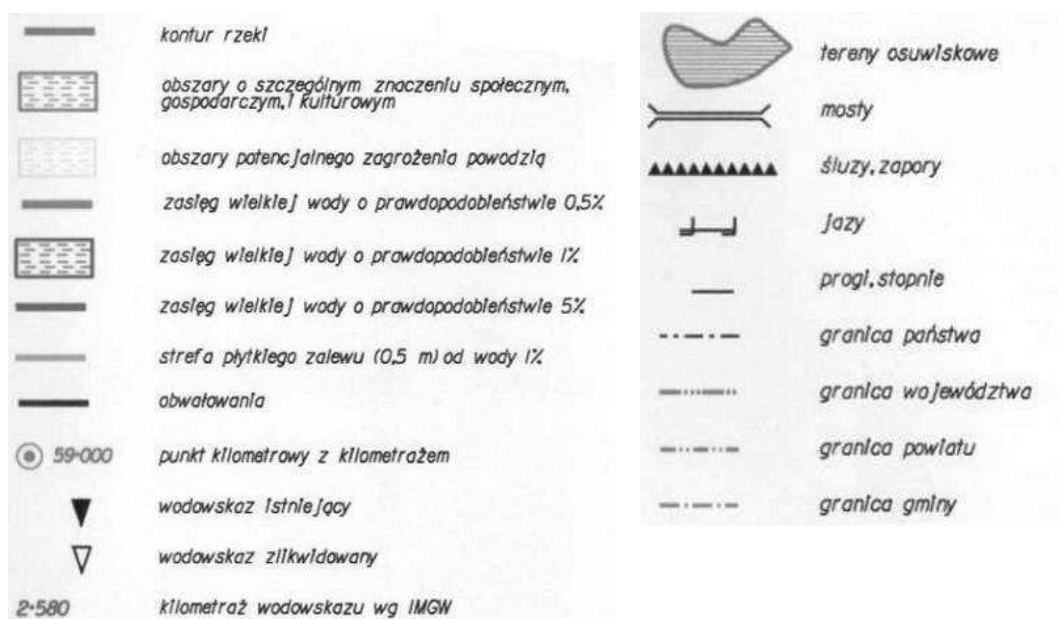 kontur rzeki
obszary o szczególnym znaczeniu społecznym,
gospodarczym,i kulturowym
obszary potencjalnego zagrożenia powodzią
zasięg wielkiej wody o prawdopodobieństwie 0,5%
zasięg wielkiej wody o prawdopodobieństwie 1%
zasięg wielkiej wody o prawdopodobieństwie 5%
strefa płytkiego zalewu (0,5 m) od wody 1%
obwałowania
59+000 punkt kilometrowy z kilometrażem
wodowskaz istniejący
wodowskaz zlikwidowany
2+580 kilometraż wodowskazu wg IMGW
tereny osuwiskowe
mosty
śluzy, zapory
jazy
progi, stopnie
granica państwa
granica województwa
granica powiatu
granica gminy